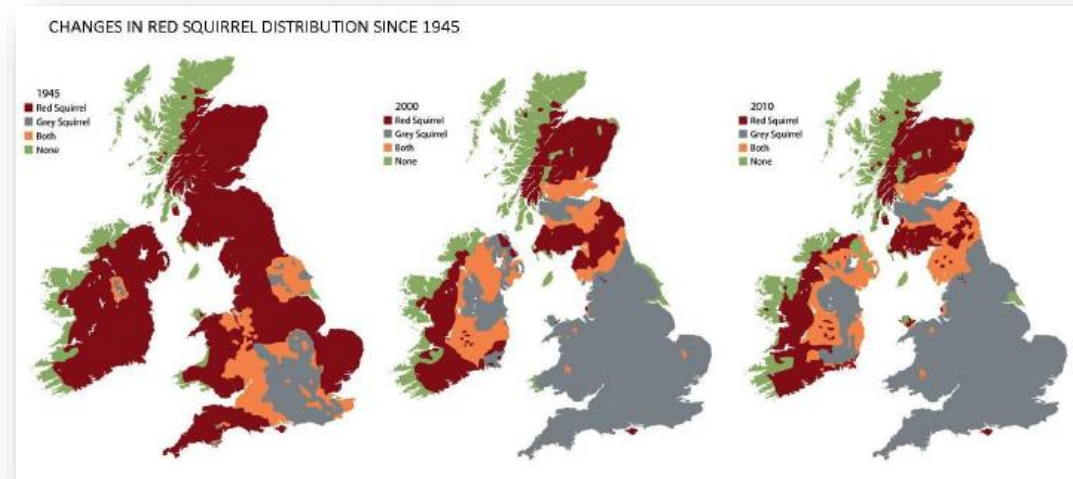 CHANGES IN RED SQUIRREL DISTRIBUTION SINCE 1945
1945
Red Squirrel
Grey Squirrel
Both
None
2000
Red Squirrel
Grey Squirrel
Both
None
2010
Red Squirrel
Grey Squirrel
Both
None